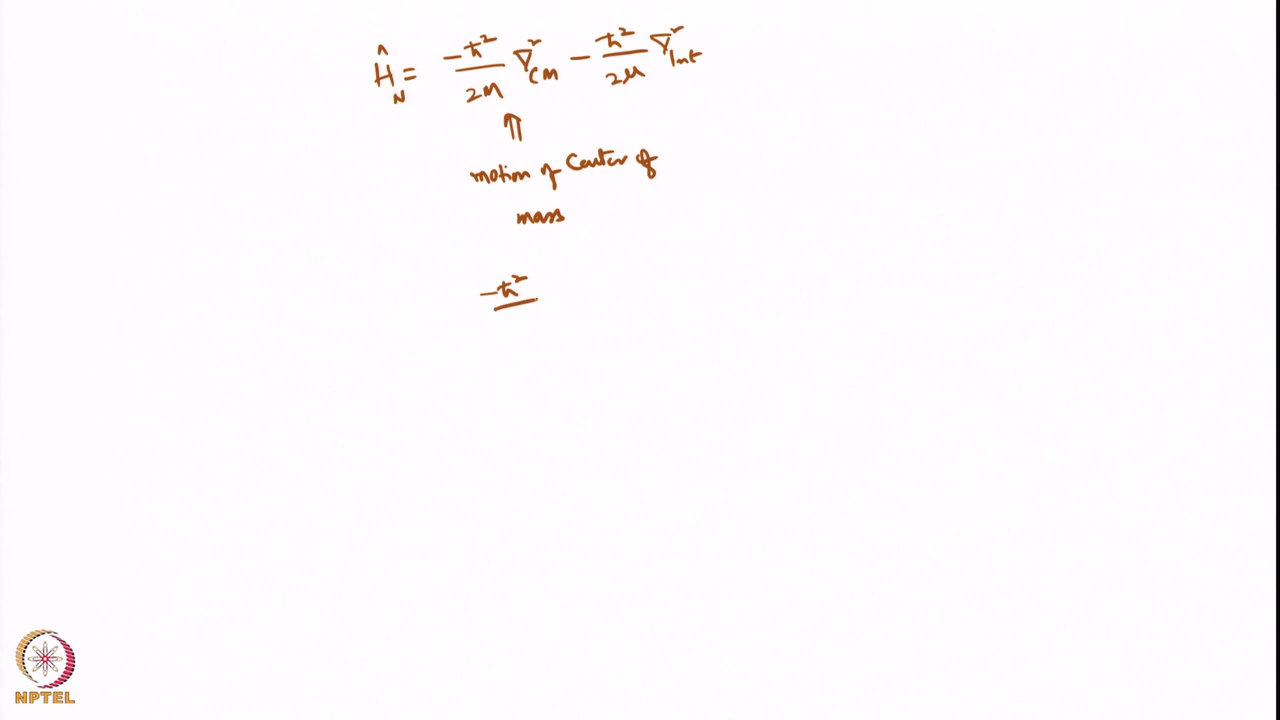 Ĥ_N = -ħ²/2M ∇²_CM - ħ²/2μ ∇²_Int
⇑
motion of Center of
mass
-ħ²
NPTEL